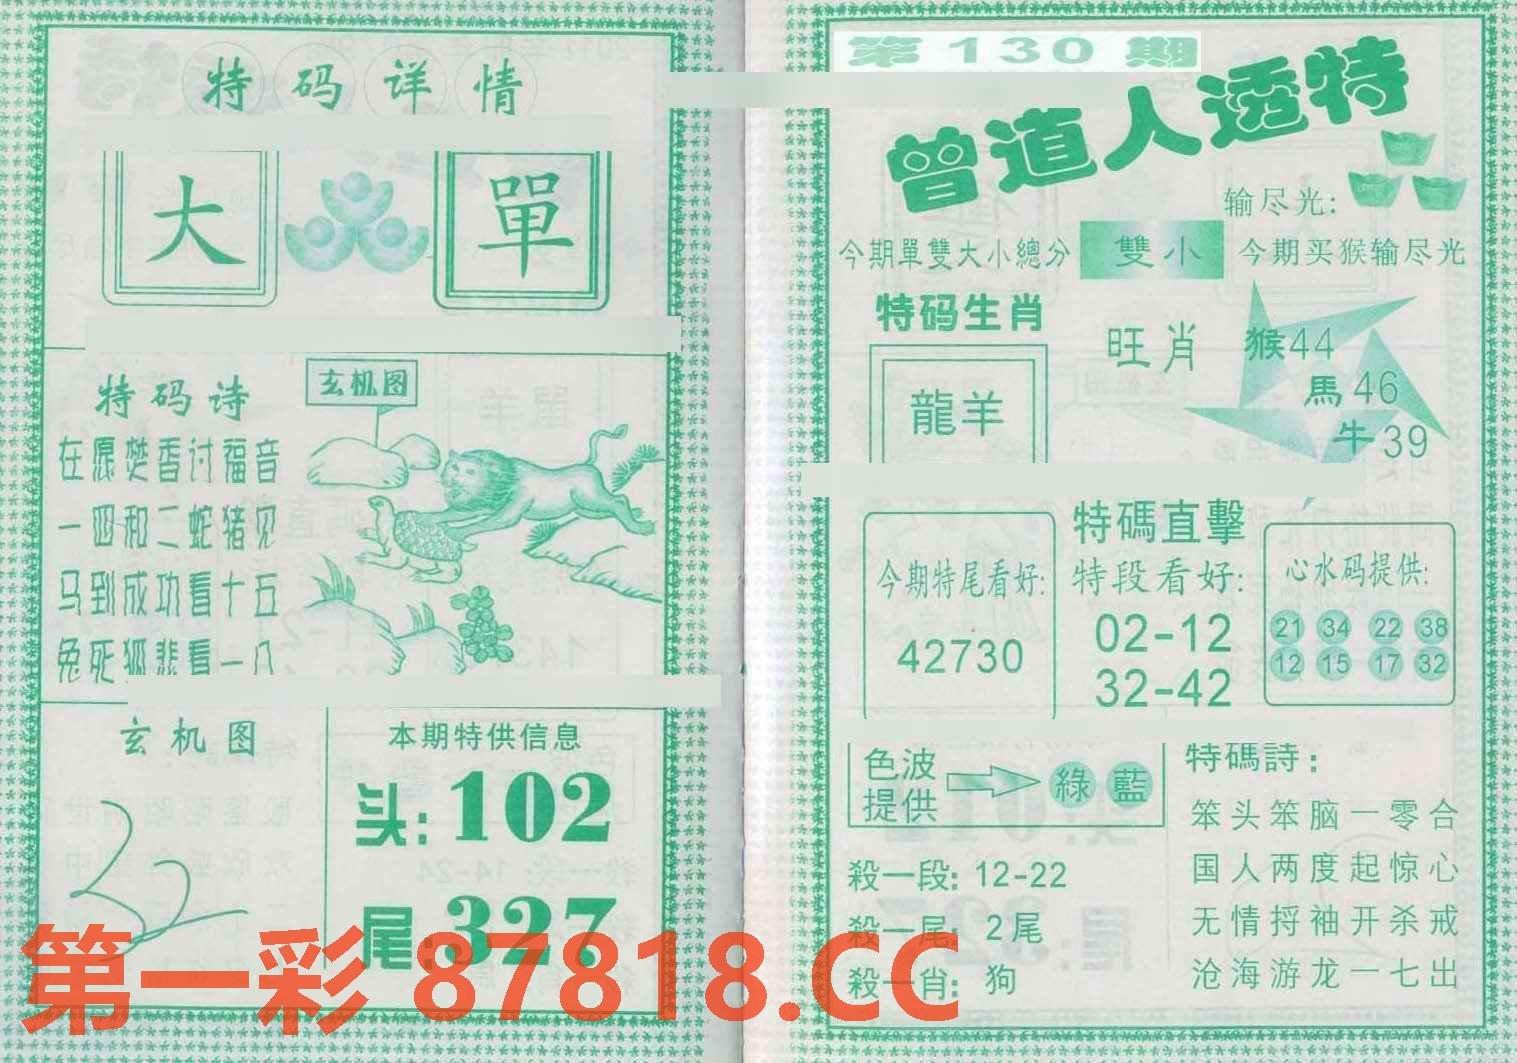 特码详情
大 單
特码诗
在愿焚香讨福音
一四和二蛇猪见
马到成功看十五
兔死狐悲看一八
玄机图
玄机图
32
本期特供信息
头:102
尾:327
第130期
曾道人透特
输尽光:
今期單雙大小總分 雙小 今期买猴输尽光
特码生肖
龍羊
旺肖
猴44
馬46
牛39
今期特尾看好:
42730
特碼直擊
特段看好:
02-12
32-42
心水码提供:
21 34 22 38
12 15 17 32
色波提供
綠 藍
殺一段: 12-22
殺一尾: 2尾
殺一肖: 狗
特碼詩:
笨头笨脑一零合
国人两度起惊心
无情捋袖开杀戒
沧海游龙一七出
第一彩 87818.CC